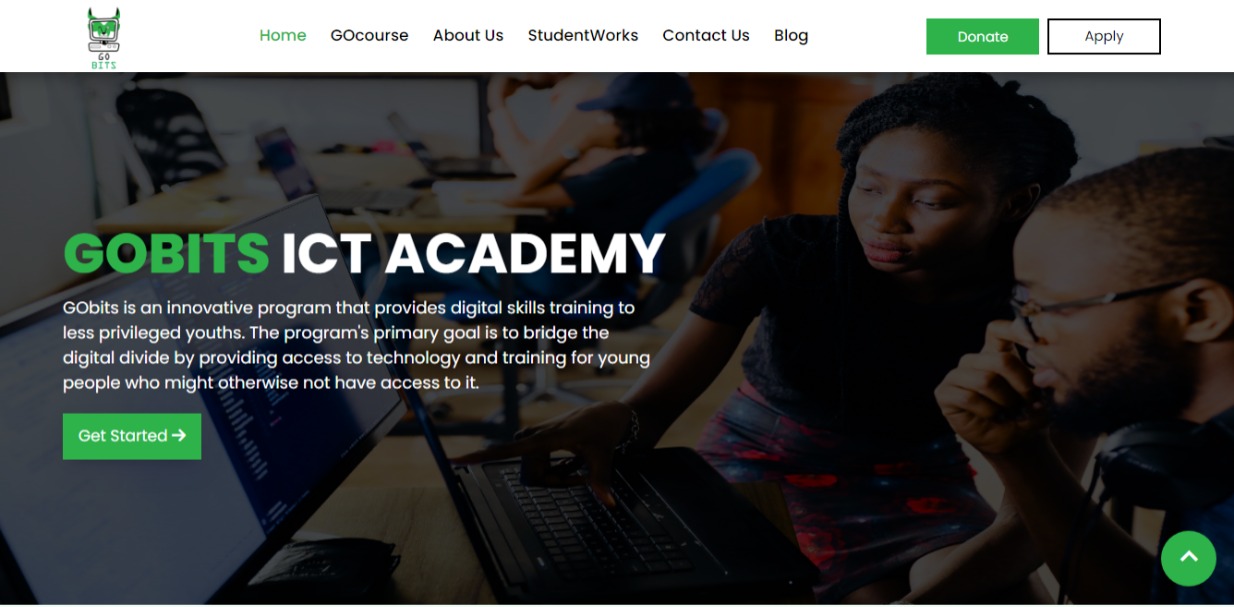 GO
BITS
Home GOcourse About Us StudentWorks Contact Us Blog Donate Apply
GOBITS ICT ACADEMY
GObits is an innovative program that provides digital skills training to
less privileged youths. The program's primary goal is to bridge the
digital divide by providing access to technology and training for young
people who might otherwise not have access to it.
Get Started →